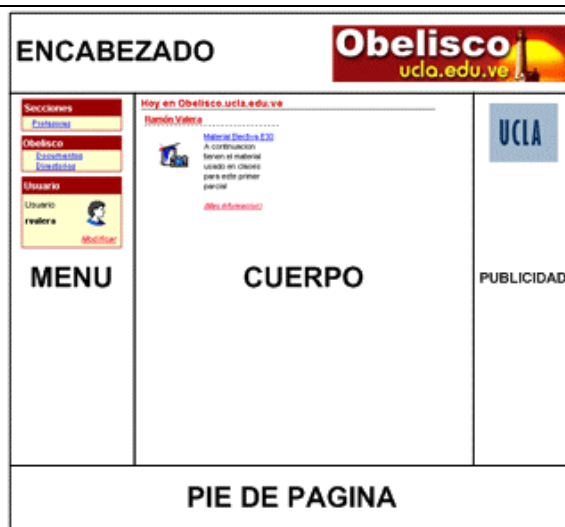 ENCABEZADO
Obelisco
ucla.edu.ve
Secciones
Profesores
Obelisco
Documentos
Directorios
Usuario
Usuario
rvalera
Modificar
MENU
Hoy en Obelisco.ucla.edu.ve
Ramón Valera
Material Electiva E30
A continuacion
tienen el material
usado en clases
para este primer
parcial
(Mas informacion)
CUERPO
UCLA
PUBLICIDAD
PIE DE PAGINA